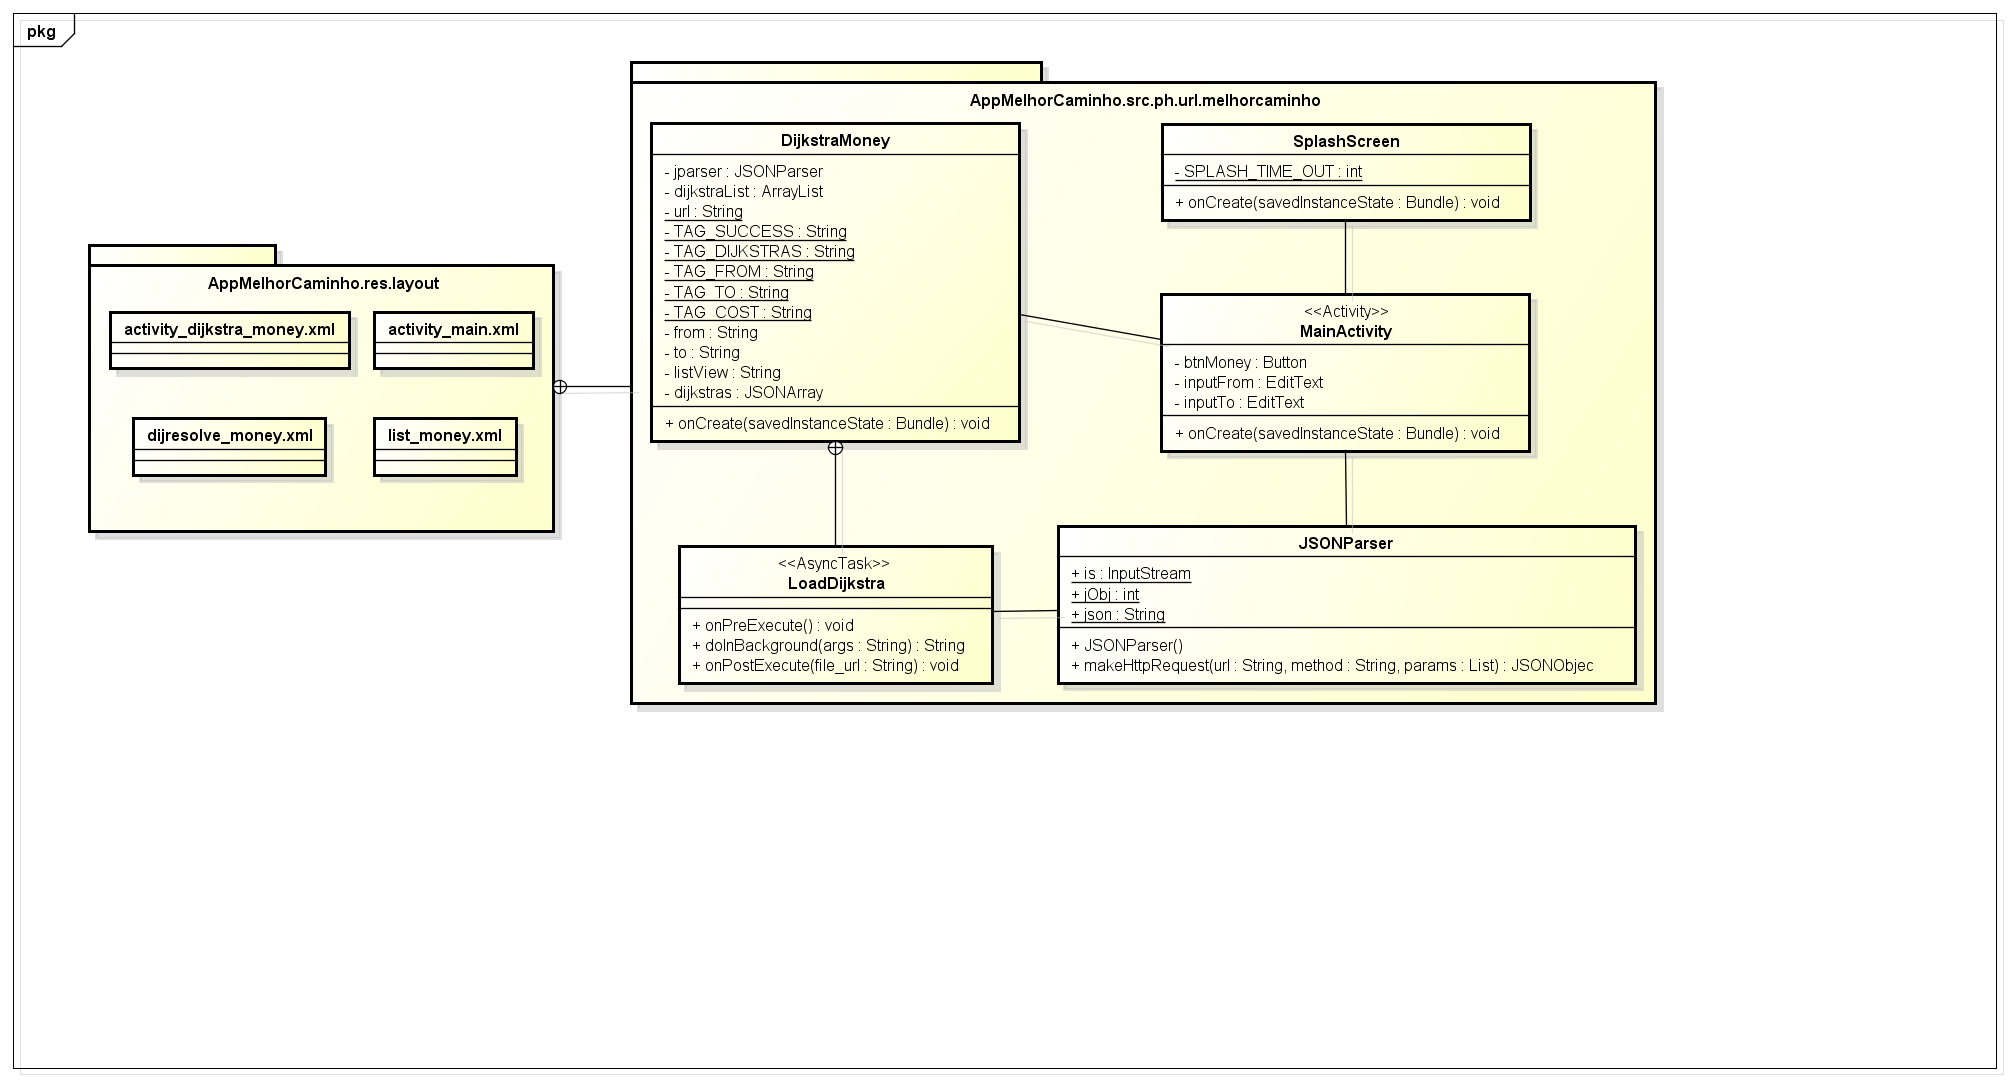 pkg
AppMelhorCaminho.res.layout
activity_dijkstra_money.xml
activity_main.xml
dijresolve_money.xml
list_money.xml
AppMelhorCaminho.src.ph.url.melhorcaminho
DijkstraMoney
- jparser : JSONParser
- dijkstraList : ArrayList
- url : String
- TAG_SUCCESS : String
- TAG_DIJKSTRAS : String
- TAG_FROM : String
- TAG_TO : String
- TAG_COST : String
- from : String
- to : String
- listView : String
- dijkstras : JSONArray
+ onCreate(savedInstanceState : Bundle) : void
SplashScreen
- SPLASH_TIME_OUT : int
+ onCreate(savedInstanceState : Bundle) : void
<<Activity>>
MainActivity
- btnMoney : Button
- inputFrom : EditText
- inputTo : EditText
+ onCreate(savedInstanceState : Bundle) : void
<<AsyncTask>>
LoadDijkstra
+ onPreExecute() : void
+ doInBackground(args : String) : String
+ onPostExecute(file_url : String) : void
JSONParser
+ is : InputStream
+ jObj : int
+ json : String
+ JSONParser()
+ makeHttpRequest(url : String, method : String, params : List) : JSONObjec